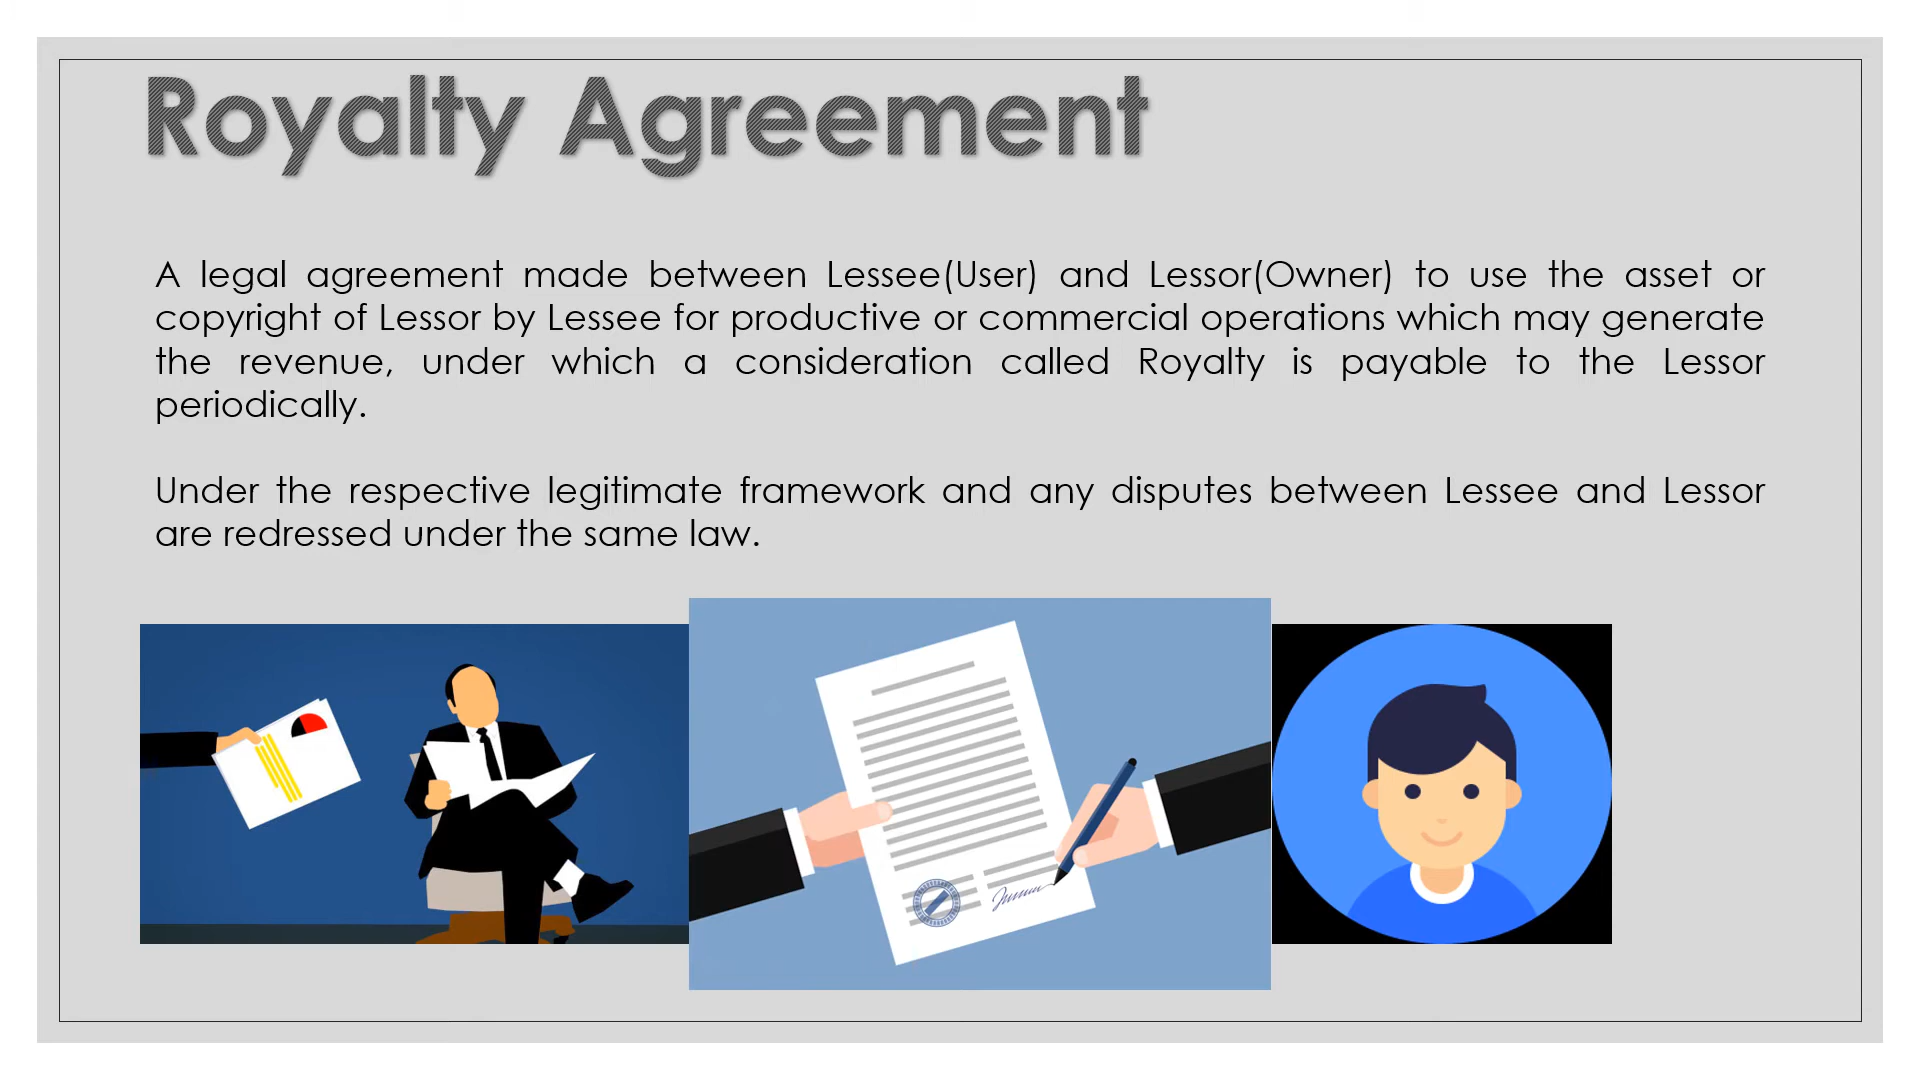 Royalty Agreement
A legal agreement made between Lessee(User) and Lessor(Owner) to use the asset or
copyright of Lessor by Lessee for productive or commercial operations which may generate
the revenue, under which a consideration called Royalty is payable to the Lessor
periodically.
Under the respective legitimate framework and any disputes between Lessee and Lessor
are redressed under the same law.